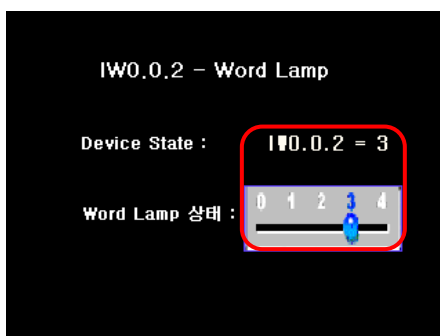 IW0.0.2 - Word Lamp
Device State : IW0.0.2 = 3
0 1 2 3 4
Word Lamp 상태 :